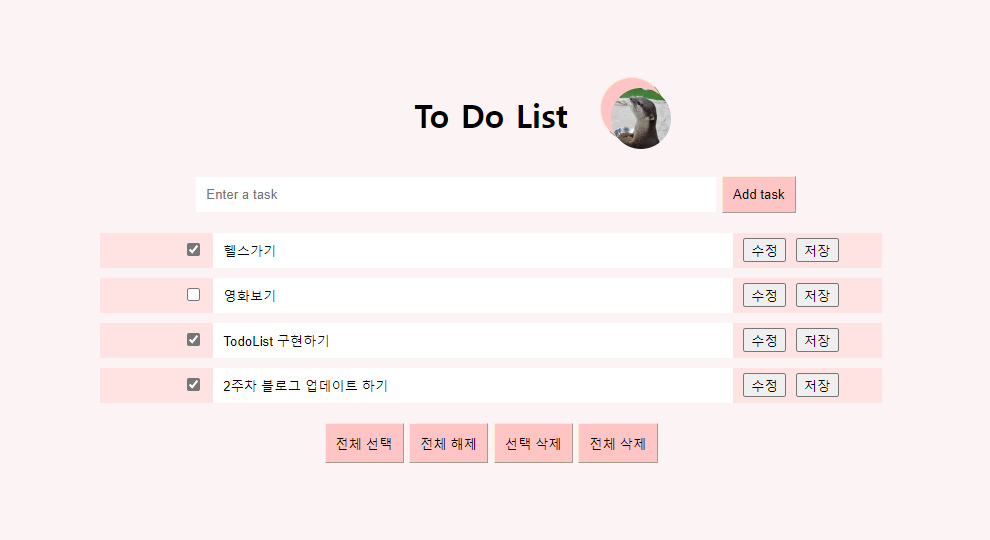 To Do List
Enter a task Add task
헬스가기 수정 저장
영화보기 수정 저장
TodoList 구현하기 수정 저장
2주차 블로그 업데이트 하기 수정 저장
전체 선택 전체 해제 선택 삭제 전체 삭제